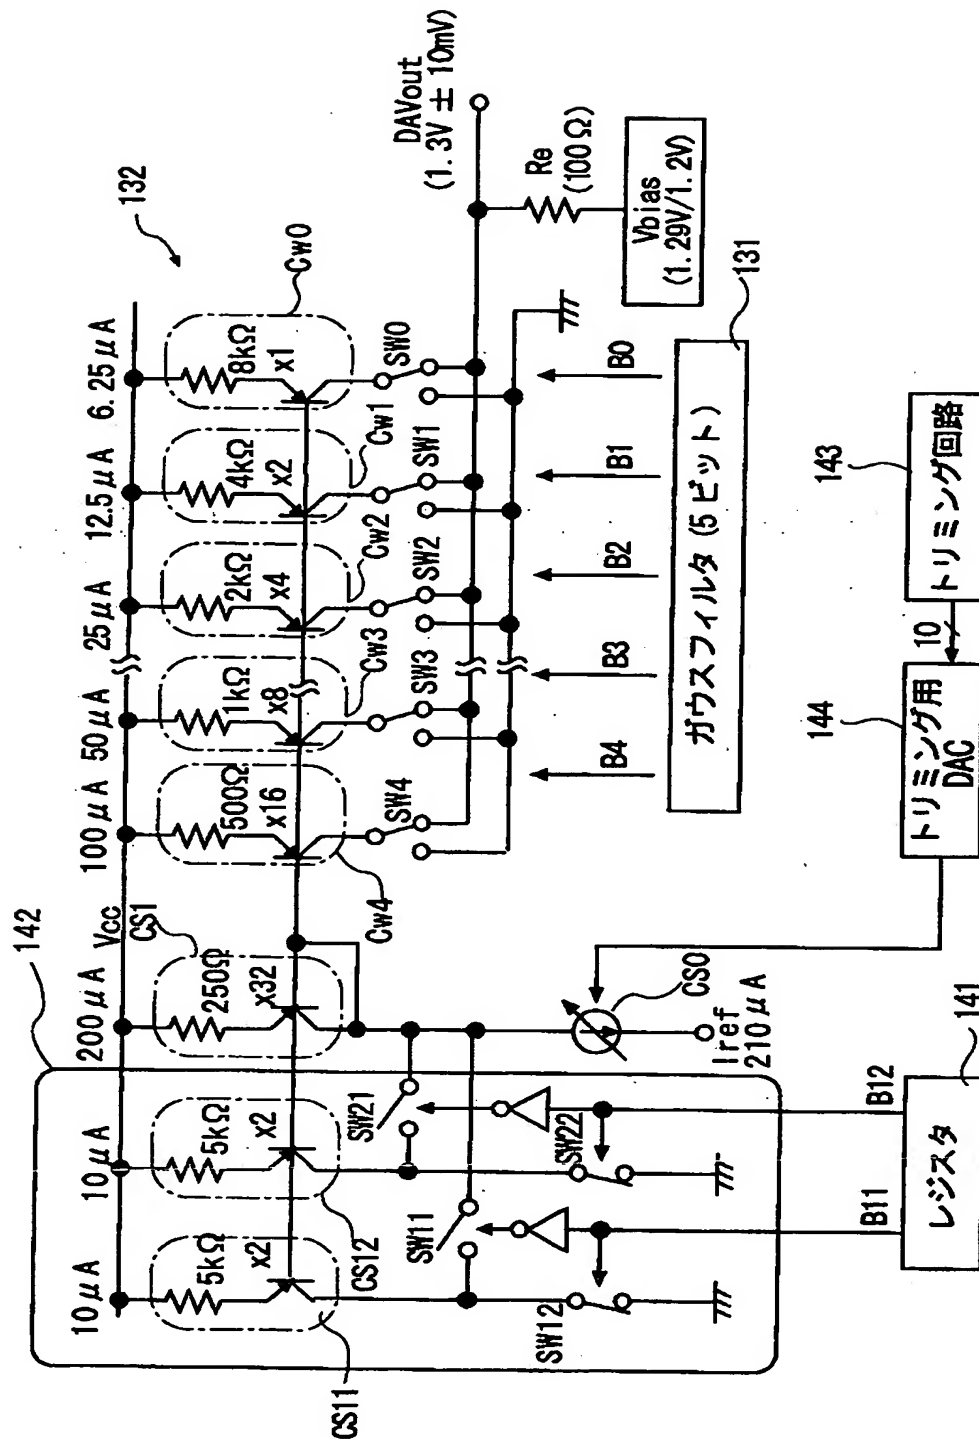 132
142
10μA
10μA
200μA
Vcc
100μA
50μA
25μA
12.5μA
6.25μA
CS1
Cw0
5kΩ
5kΩ
250Ω
500Ω
1kΩ
2kΩ
4kΩ
8kΩ
x2
x2
x32
x16
x8
x4
x2
x1
CS11
CS12
Cw4
Cw3
Cw2
Cw1
SW4
SW3
SW2
SW1
SW0
DAVout
(1.3V ± 10mV)
Re
(100Ω)
Vbias
(1.29V/1.2V)
SW21
SW11
SW22
SW12
CS0
Iref
210μA
B4
B3
B2
B1
B0
131
ガウスフィルタ (5 ビット)
B11
B12
141
レジスタ
144
トリミング用
DAC
10
143
トリミング回路